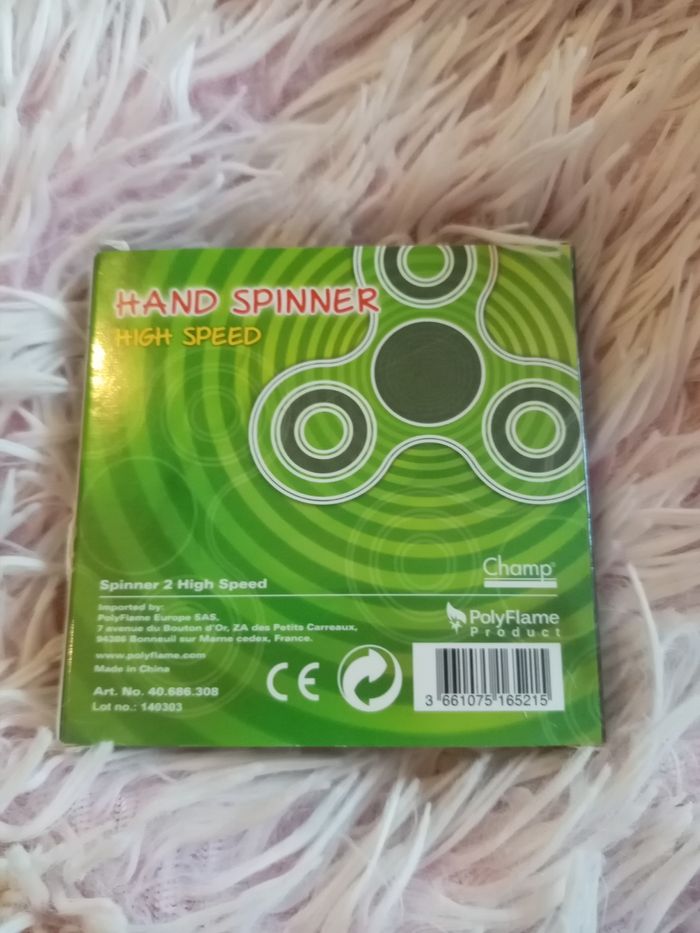 HAND SPINNER
HIGH SPEED
Spinner 2 High Speed
Champ®
Imported by:
PolyFlame Europe SAS,
7 avenue du Bouton d'Or, ZA des Petits Carreaux,
94386 Bonneuil sur Marne cedex, France.
www.polyflame.com
Made in China
Art. No. 40.686.308
Lot no.: 140303
CE
PolyFlame
Product
3 661075 165215